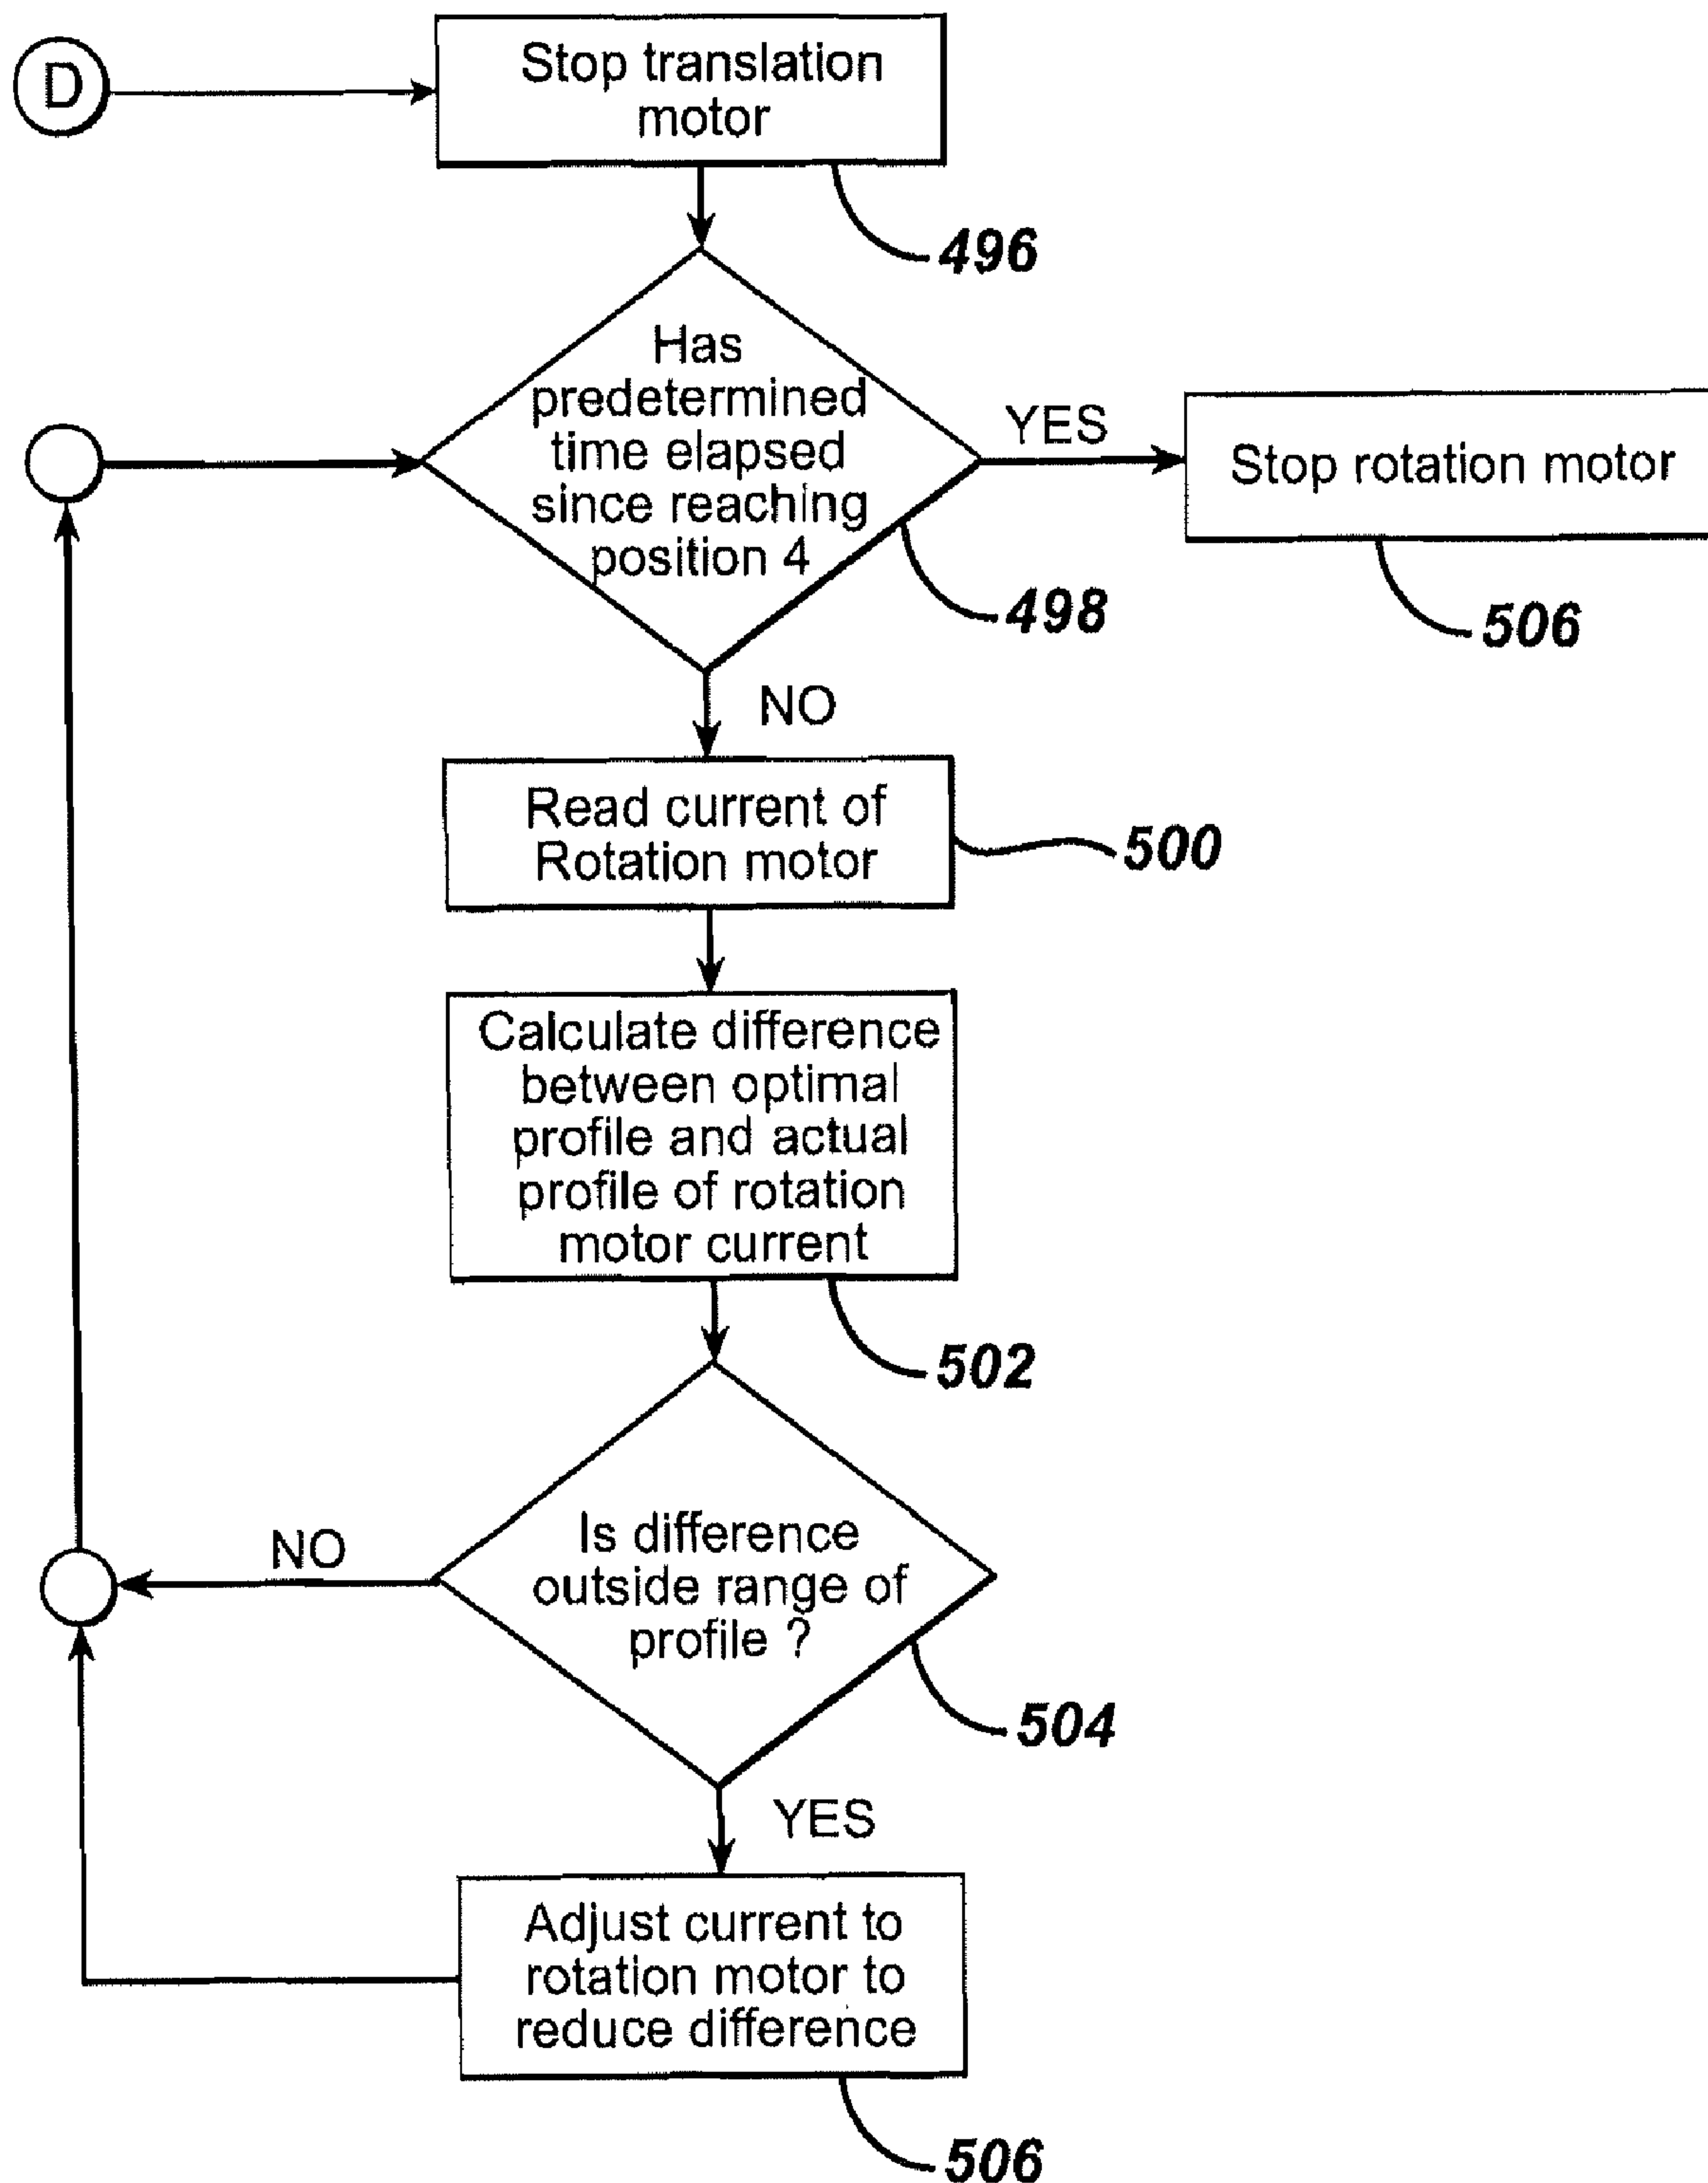 D
Stop translation
motor
496
Has
predetermined
time elapsed
since reaching
position 4
498
YES
Stop rotation motor
506
NO
Read current of
Rotation motor
500
Calculate difference
between optimal
profile and actual
profile of rotation
motor current
502
Is difference
outside range of
profile ?
504
NO
YES
Adjust current to
rotation motor to
reduce difference
506